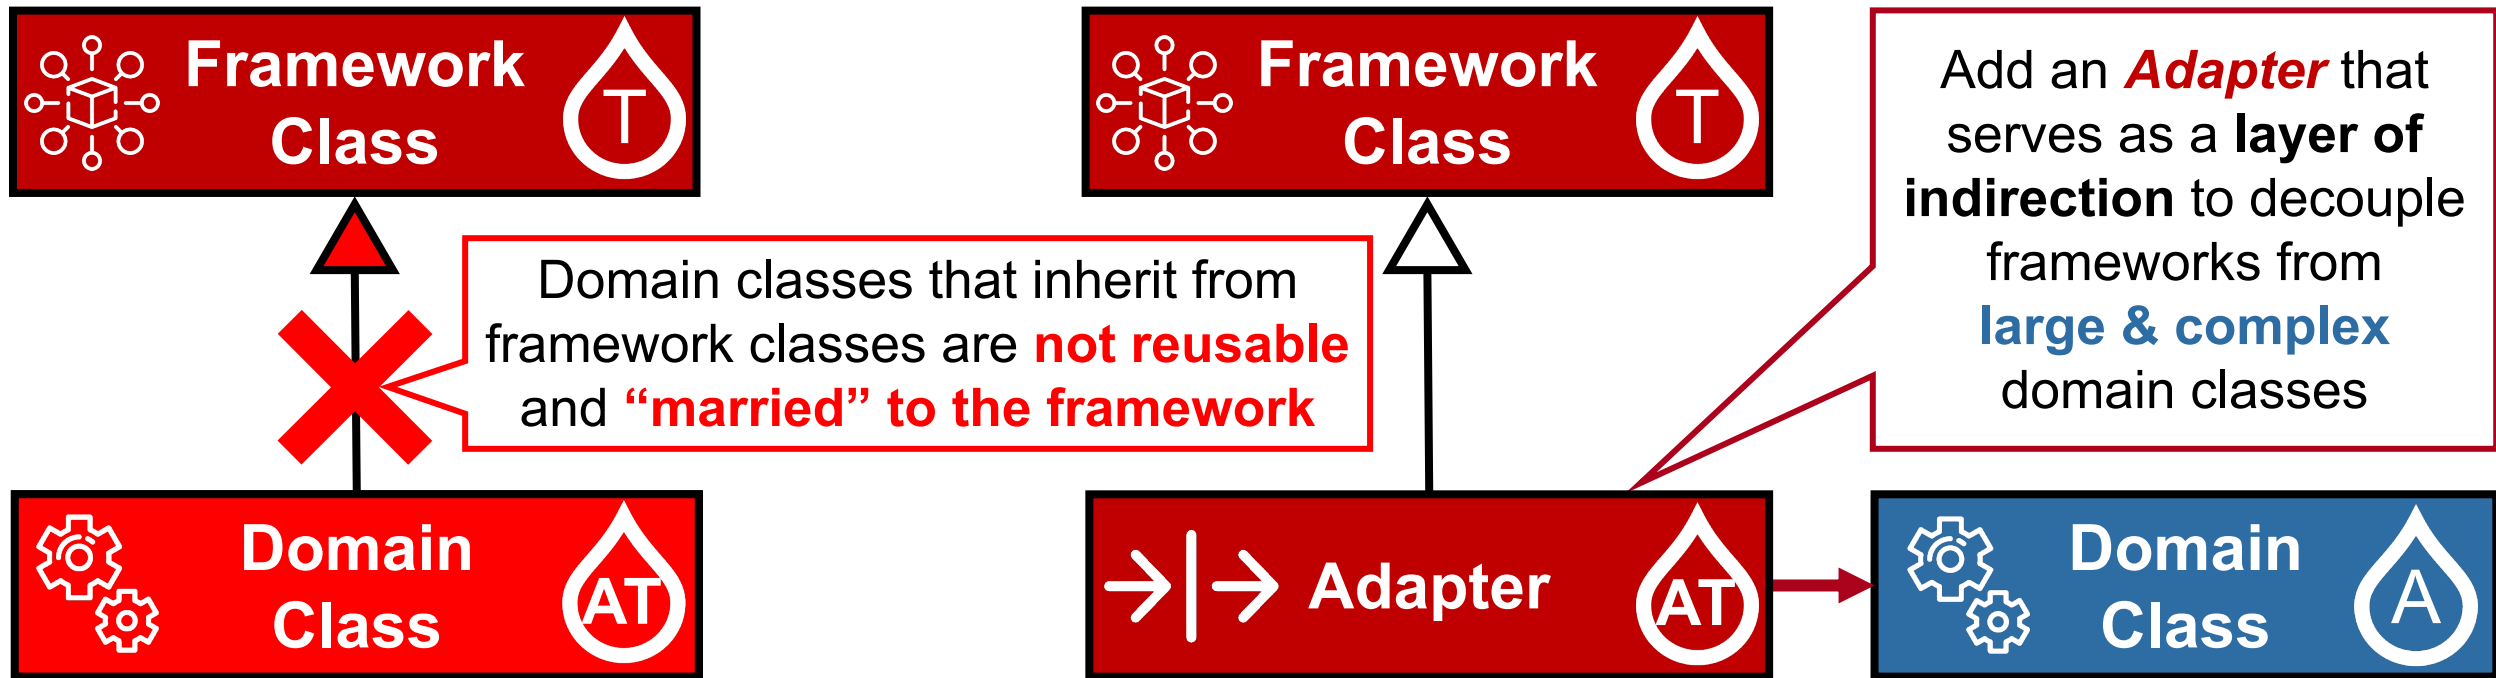 Framework
Class
T
Framework
Class
T
Add an Adapter that
serves ass a layer of
indirection to decouple
frameworks from
large & complex
domain classes
Domain classes that inherit from
framework classes are not reusable
and “married” to the framework
Domain
Class
AT
Adapter
AT
Domain
Class
A